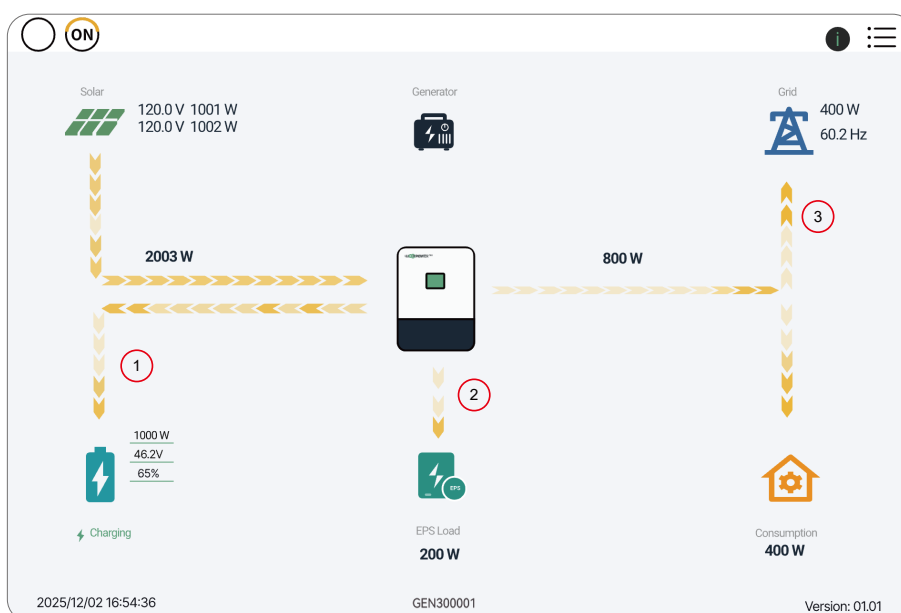 ON
i
Solar
120.0 V 1001 W
120.0 V 1002 W
Generator
Grid
400 W
60.2 Hz
3
2003 W
800 W
1
2
1000 W
46.2V
65%
EPS
Charging
EPS Load
200 W
Consumption
400 W
2025/12/02 16:54:36
GEN300001
Version: 01.01